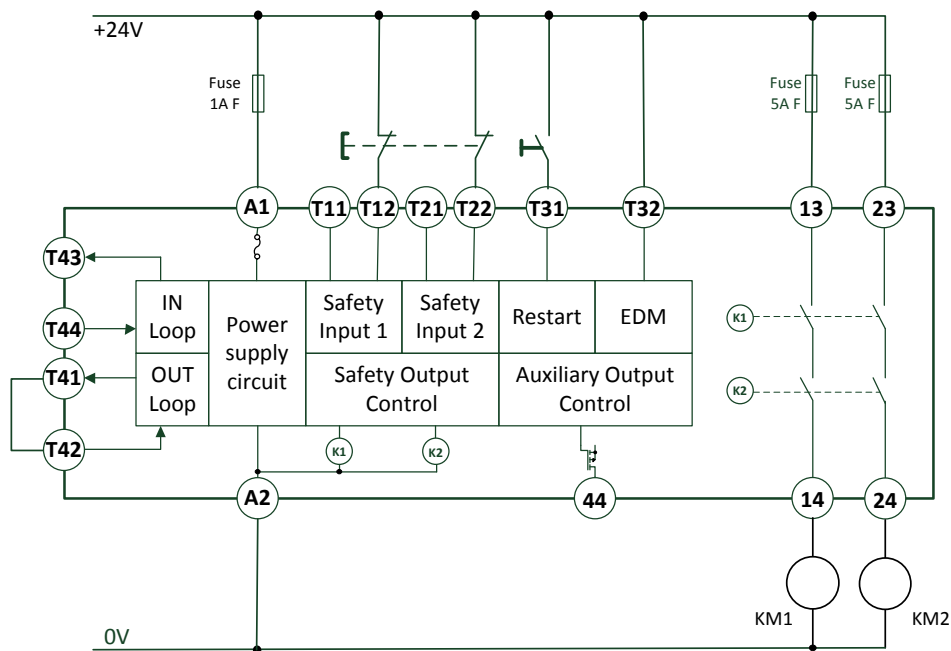 +24V
Fuse
1A F
Fuse
5A F
Fuse
5A F
A1
T11
T12
T21
T22
T31
T32
13
23
T43
T44
T41
T42
IN
Loop
OUT
Loop
Power
supply
circuit
Safety
Input 1
Safety
Input 2
Restart
EDM
Safety Output
Control
Auxiliary Output
Control
K1
K2
K1
K2
A2
44
14
24
KM1
KM2
0V